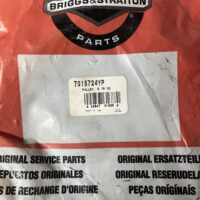 BRIGGS&STRATTON
PARTS
7015724YP
PULLEY,
ORIGINAL SERVICE PARTS
ORIGINAL ERSATZTEILE
REPUESTOS ORIGINALES
ORIGINAL RESERVDELAR
DE RECHANGE D'ORIGINE
PEÇAS ORIGINAIS